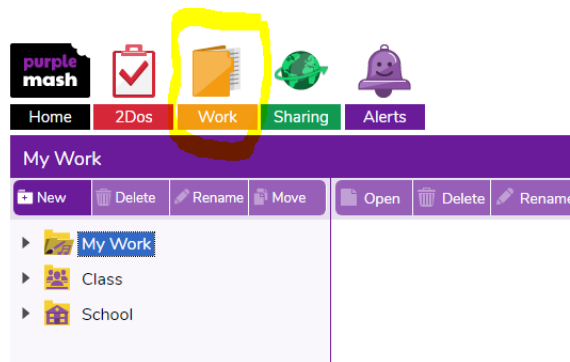 purple
mash
Home 2Dos Work Sharing Alerts
My Work
New Delete Rename Move Open Delete Rename
My Work
Class
School